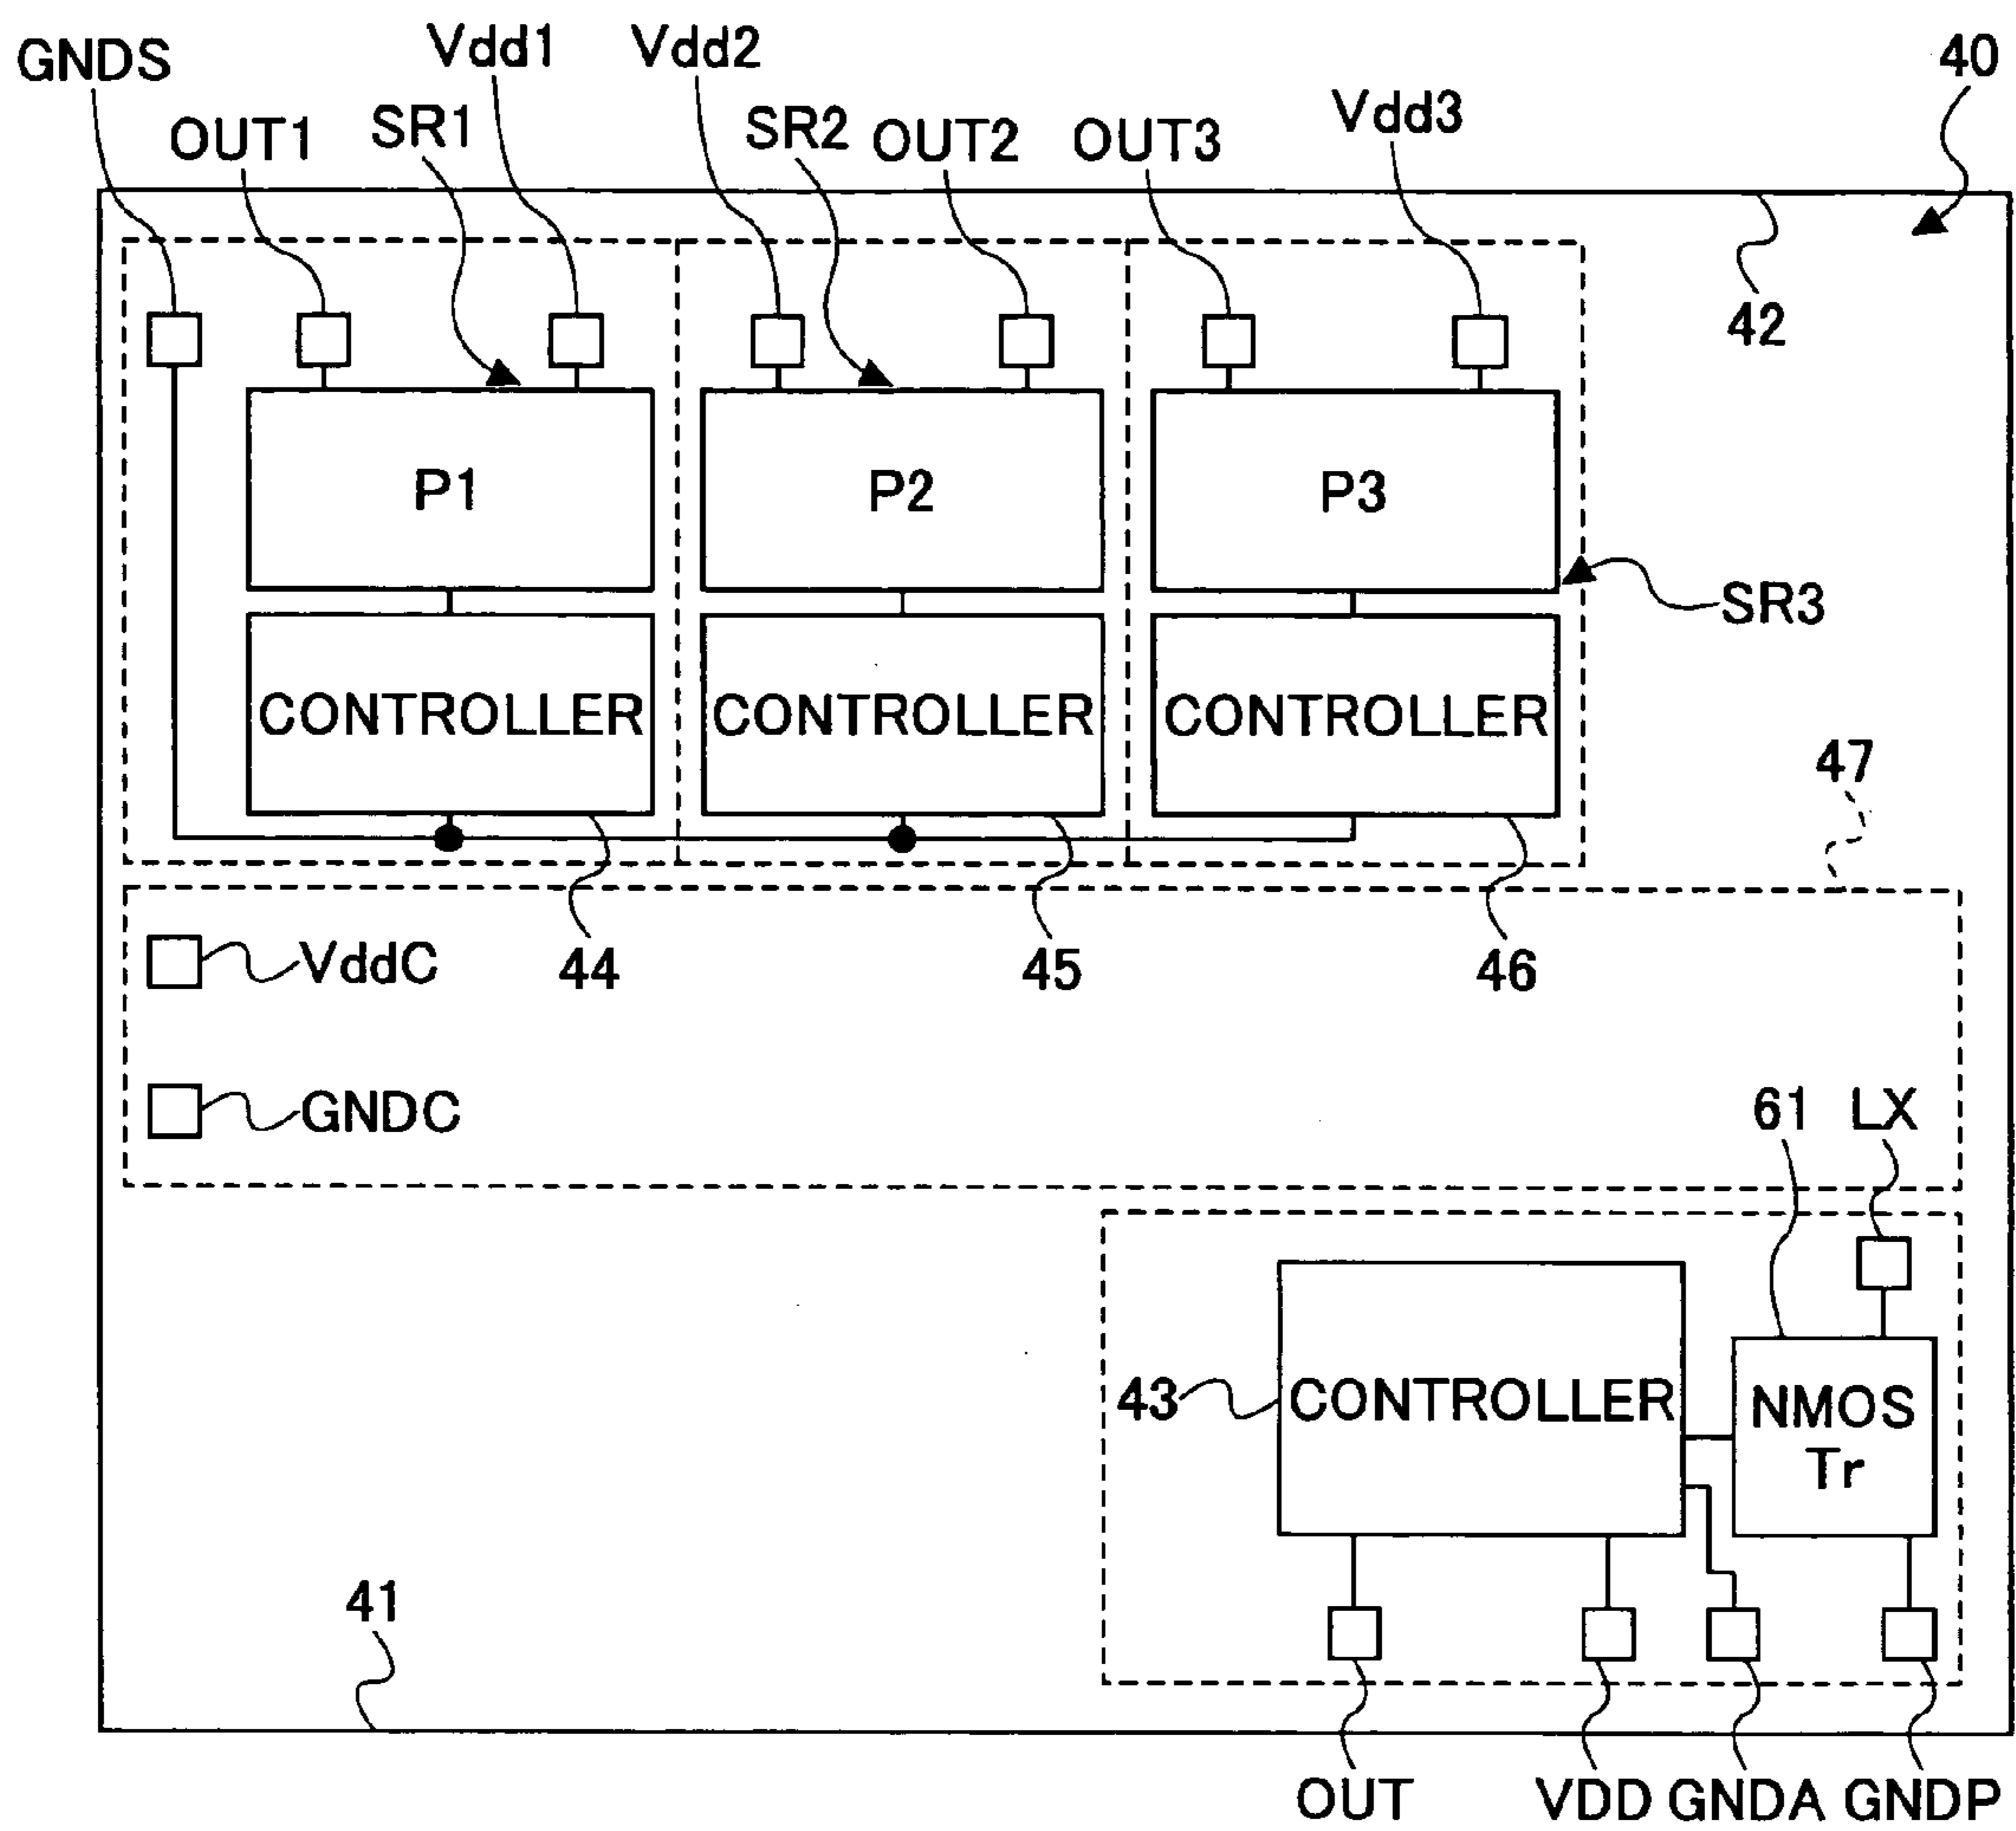 GNDS
Vdd1
Vdd2
40
OUT1
SR1
SR2
OUT2
OUT3
Vdd3
42
P1
P2
P3
SR3
CONTROLLER
CONTROLLER
CONTROLLER
47
VddC
44
45
46
GNDC
61
LX
43
CONTROLLER
NMOS
Tr
41
OUT
VDD
GNDA
GNDP